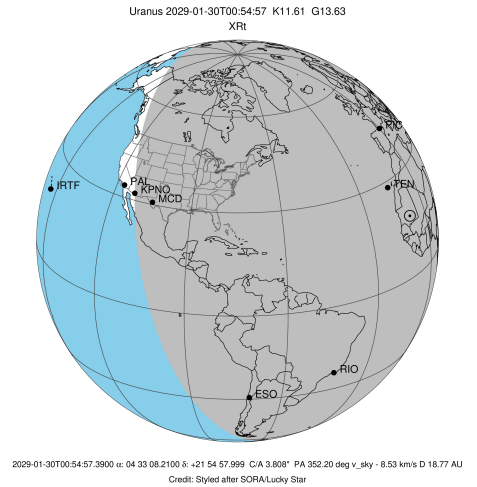 Uranus 2029-01-30T00:54:57 K11.61 G13.63
XRt
PIC
IRTF
PAL
KPNO
MCD
TEN
RIO
ESO
2029-01-30T00:54:57.3900 α: 04 33 08.2100 δ: +21 54 57.999 C/A 3.808" PA 352.20 deg v_sky - 8.53 km/s D 18.77 AU
Credit: Styled after SORA/Lucky Star